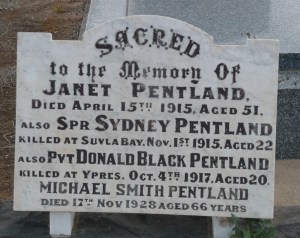 SACRED
to the Memory Of
JANET PENTLAND,
DIED APRIL 15TH 1915, AGED 51.
ALSO SPR SYDNEY PENTLAND
KILLED AT SUVLA BAY. NOV. 1ST 1915, AGED 22
ALSO PVT DONALD BLACK PENTLAND
KILLED AT YPRES. OCT. 4TH 1917, AGED 20.
MICHAEL SMITH PENTLAND
DIED 17TH NOV 1928 AGED 66 YEARS